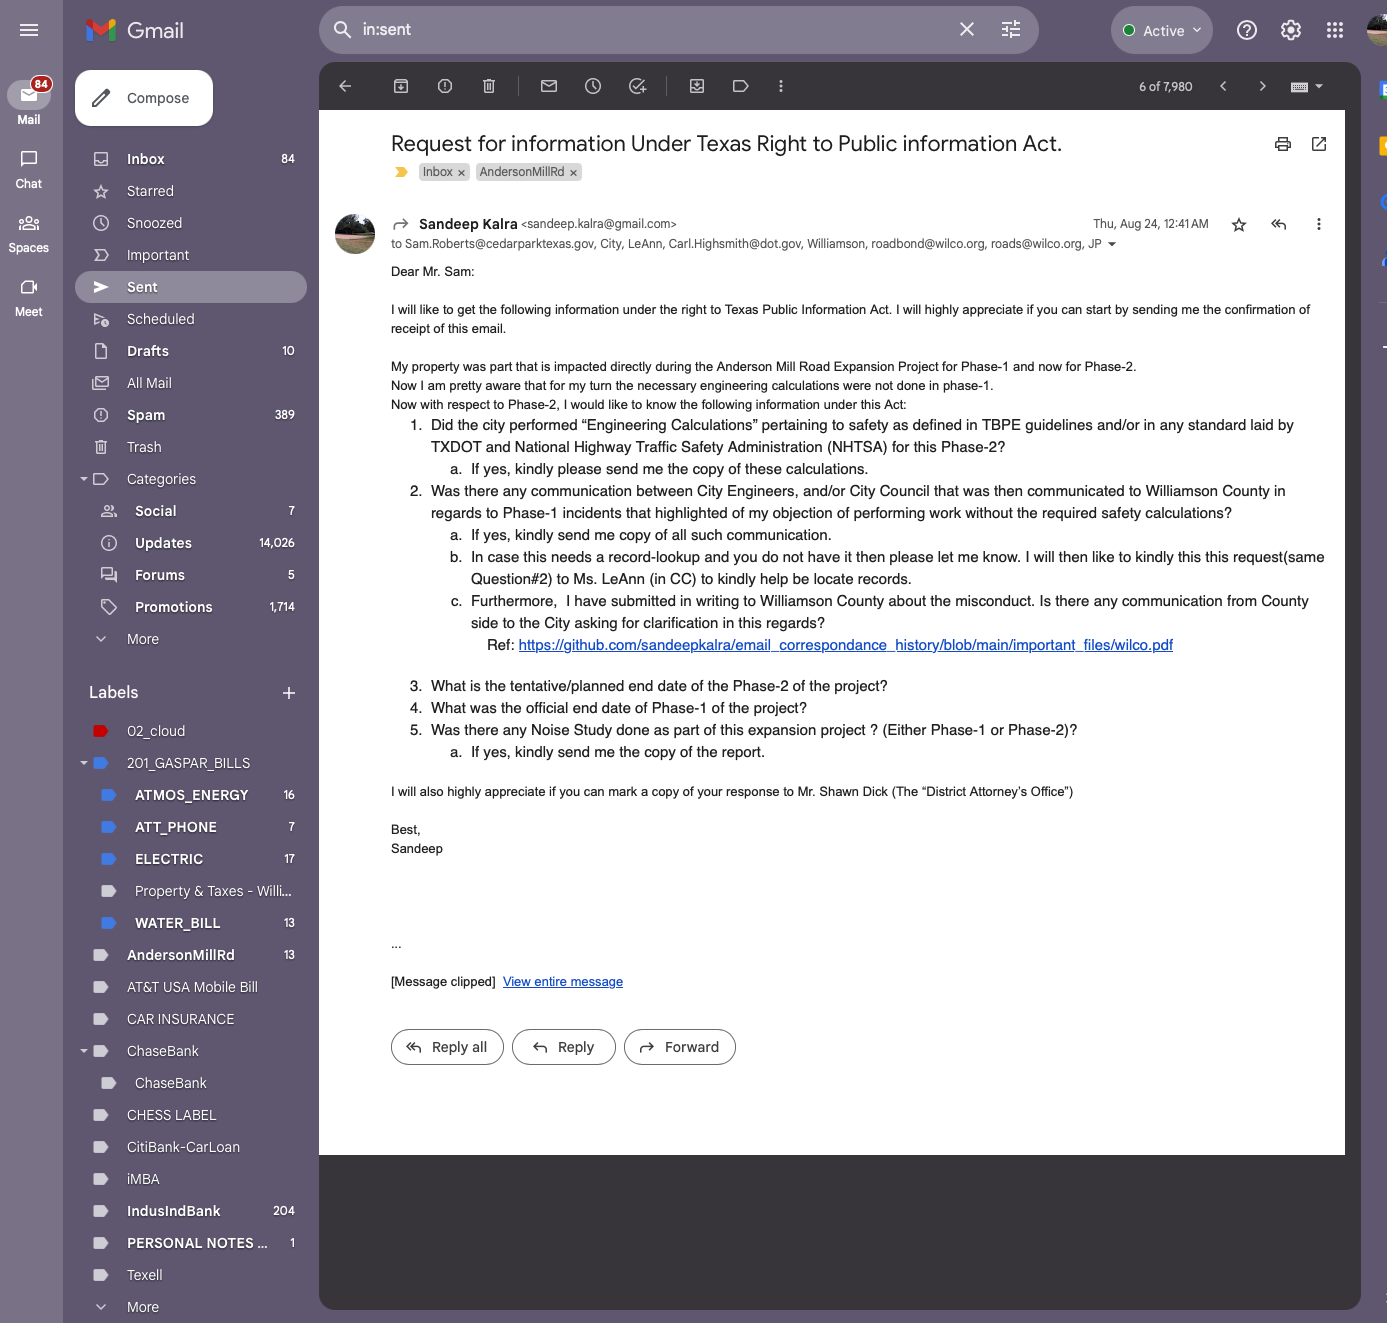 Gmail
in:sent
Active
84
Mail
Chat
Spaces
Meet
Compose
Inbox 84
Starred
Snoozed
Important
Sent
Scheduled
Drafts 10
All Mail
Spam 389
Trash
Categories
Social 7
Updates 14,026
Forums 5
Promotions 1,714
More
Labels
02_cloud
201_GASPAR_BILLS
ATMOS_ENERGY 16
ATT_PHONE 7
ELECTRIC 17
Property & Taxes - Willi...
WATER_BILL 13
AndersonMillRd 13
AT&T USA Mobile Bill
CAR INSURANCE
ChaseBank
ChaseBank
CHESS LABEL
CitiBank-CarLoan
iMBA
IndusIndBank 204
PERSONAL NOTES ... 1
Texell
More
6 of 7,980
Request for information Under Texas Right to Public information Act.
Inbox x AndersonMillRd x
Sandeep Kalra <sandeep.kalra@gmail.com> Thu, Aug 24, 12:41 AM
to Sam.Roberts@cedarparktexas.gov, City, LeAnn, Carl.Highsmith@dot.gov, Williamson, roadbond@wilco.org, roads@wilco.org, JP
Dear Mr. Sam:
I will like to get the following information under the right to Texas Public Information Act. I will highly appreciate if you can start by sending me the confirmation of
receipt of this email.
My property was part that is impacted directly during the Anderson Mill Road Expansion Project for Phase-1 and now for Phase-2.
Now I am pretty aware that for my turn the necessary engineering calculations were not done in phase-1.
Now with respect to Phase-2, I would like to know the following information under this Act:
1. Did the city performed “Engineering Calculations” pertaining to safety as defined in TBPE guidelines and/or in any standard laid by
TXDOT and National Highway Traffic Safety Administration (NHTSA) for this Phase-2?
a. If yes, kindly please send me the copy of these calculations.
2. Was there any communication between City Engineers, and/or City Council that was then communicated to Williamson County in
regards to Phase-1 incidents that highlighted of my objection of performing work without the required safety calculations?
a. If yes, kindly send me copy of all such communication.
b. In case this needs a record-lookup and you do not have it then please let me know. I will then like to kindly this this request(same
Question#2) to Ms. LeAnn (in CC) to kindly help be locate records.
c. Furthermore, I have submitted in writing to Williamson County about the misconduct. Is there any communication from County
side to the City asking for clarification in this regards?
Ref: https://github.com/sandeepkalra/email_correspondance_history/blob/main/important_files/wilco.pdf
3. What is the tentative/planned end date of the Phase-2 of the project?
4. What was the official end date of Phase-1 of the project?
5. Was there any Noise Study done as part of this expansion project ? (Either Phase-1 or Phase-2)?
a. If yes, kindly send me the copy of the report.
I will also highly appreciate if you can mark a copy of your response to Mr. Shawn Dick (The “District Attorney’s Office”)
Best,
Sandeep
...
[Message clipped] View entire message
Reply all Reply Forward